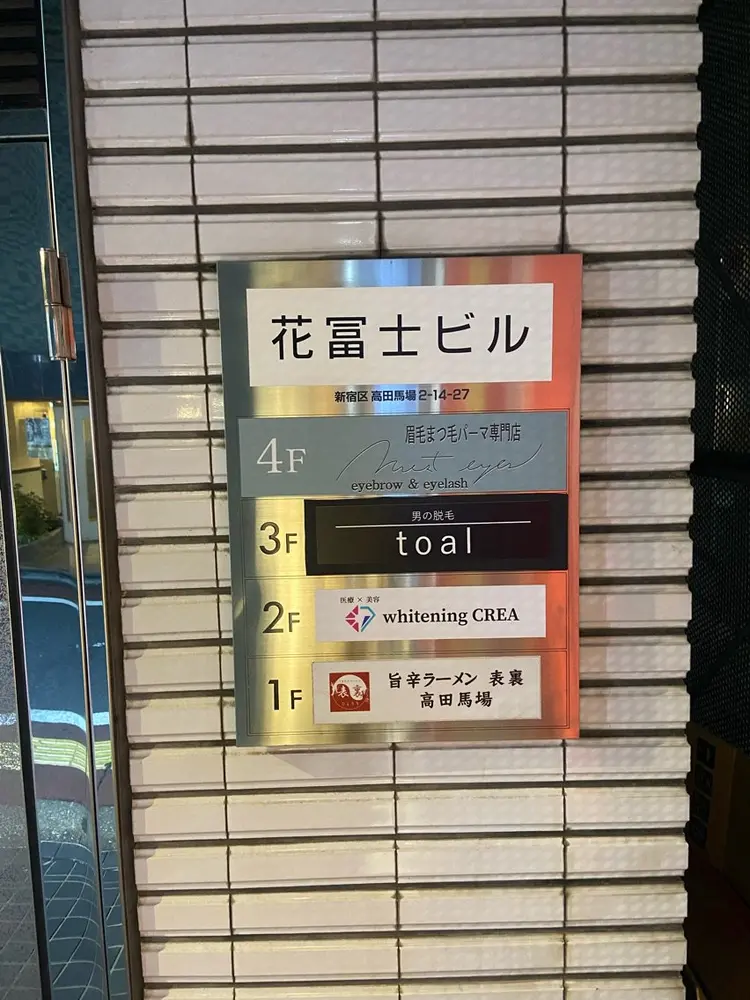 花冨士ビル
新宿区 高田馬場 2-14-27
4F
眉毛まつ毛パーマ専門店
eyebrow & eyelash
3F
男の脱毛
toal
2F
医療 × 美容
whitening CREA
1F
表裏
旨辛ラーメン 表裏
高田馬場